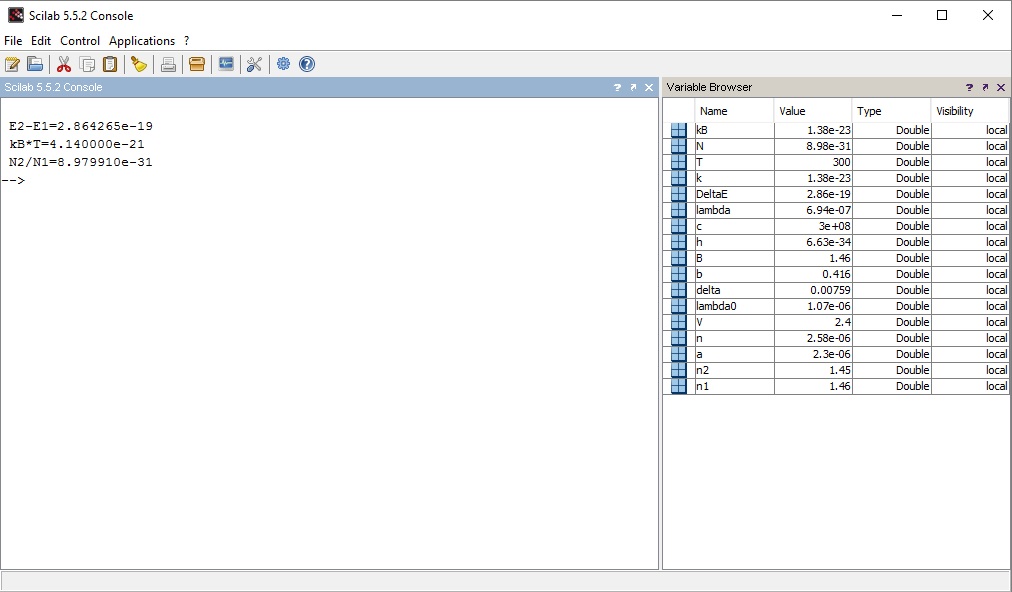 Scilab 5.5.2 Console
File Edit Control Applications ?
Scilab 5.5.2 Console ?
E2-E1=2.864265e-19
kB*T=4.140000e-21
N2/N1=8.979910e-31
-->
Variable Browser ?
Name Value Type Visibility
kB 1.38e-23 Double local
N 8.98e-31 Double local
T 300 Double local
k 1.38e-23 Double local
DeltaE 2.86e-19 Double local
lambda 6.94e-07 Double local
c 3e+08 Double local
h 6.63e-34 Double local
B 1.46 Double local
b 0.416 Double local
delta 0.00759 Double local
lambda0 1.07e-06 Double local
V 2.4 Double local
n 2.58e-06 Double local
a 2.3e-06 Double local
n2 1.45 Double local
n1 1.46 Double local